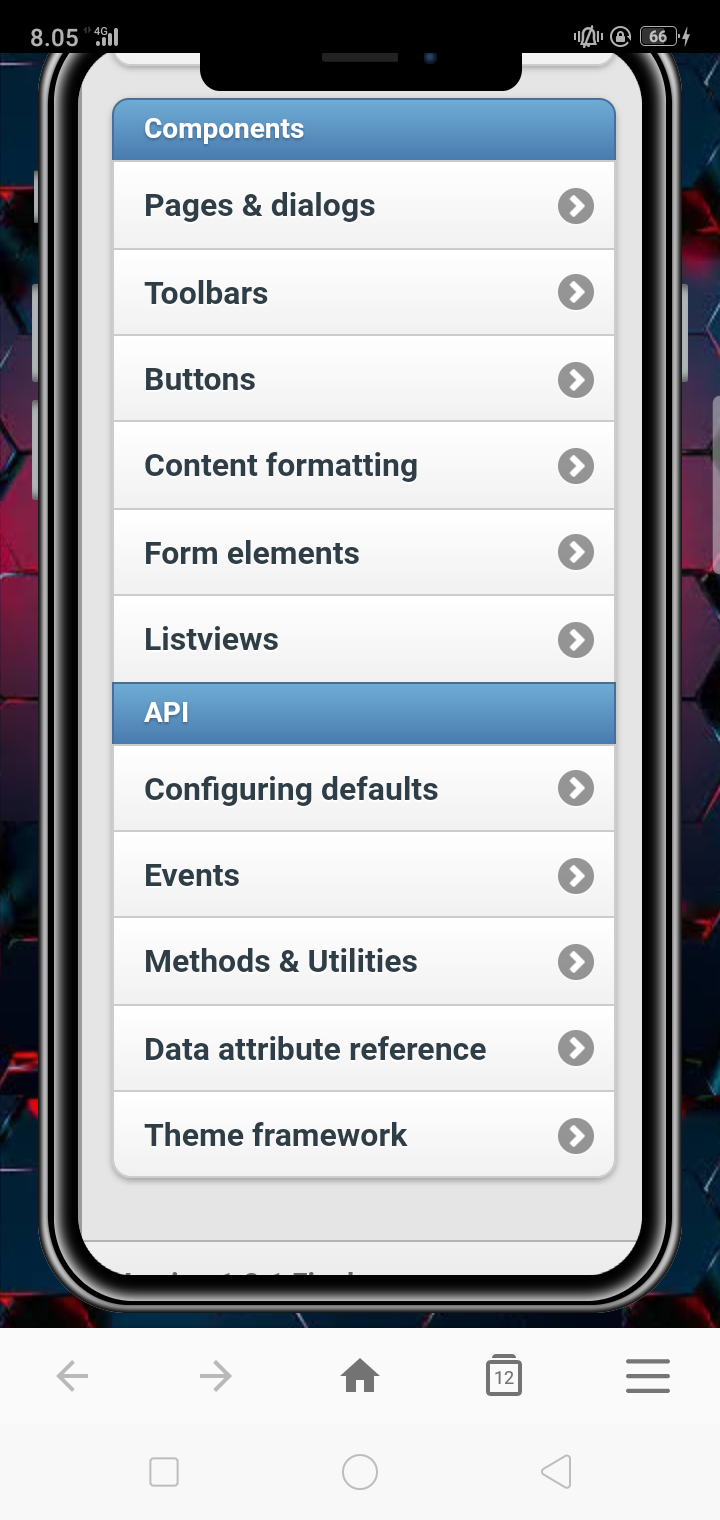 8.05 4G 66
Components
Pages & dialogs
Toolbars
Buttons
Content formatting
Form elements
Listviews
API
Configuring defaults
Events
Methods & Utilities
Data attribute reference
Theme framework
12